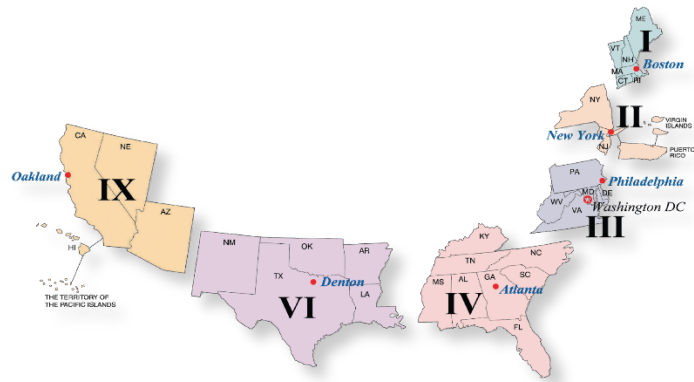 ME
I
VT
NH
Boston
MA
CT
RI
NY
II
VIRGIN
ISLANDS
New York
NJ
PUERTO
RICO
PA
Philadelphia
MD
DE
WV
VA
Washington DC
III
CA
NE
Oakland
IX
AZ
HI
THE TERRITORY OF
THE PACIFIC ISLANDS
NM
OK
AR
TX
Denton
LA
VI
KY
NC
TN
SC
MS
AL
GA
Atlanta
IV
FL